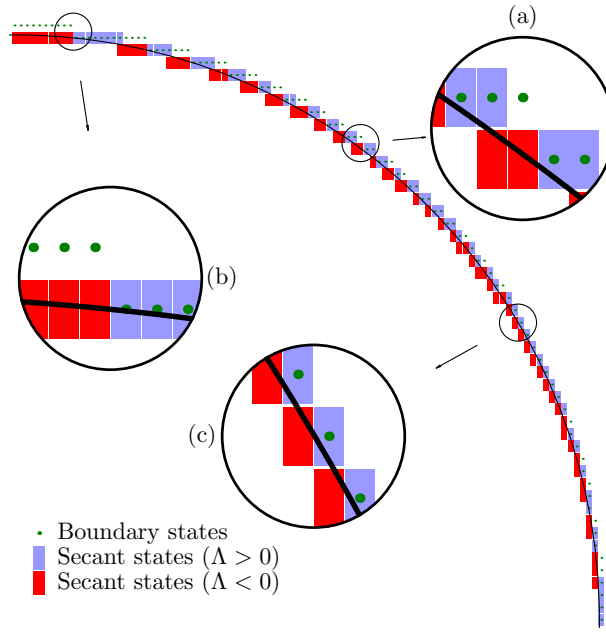 (a)
(b)
(c)
Boundary states
Secant states (Λ > 0)
Secant states (Λ < 0)